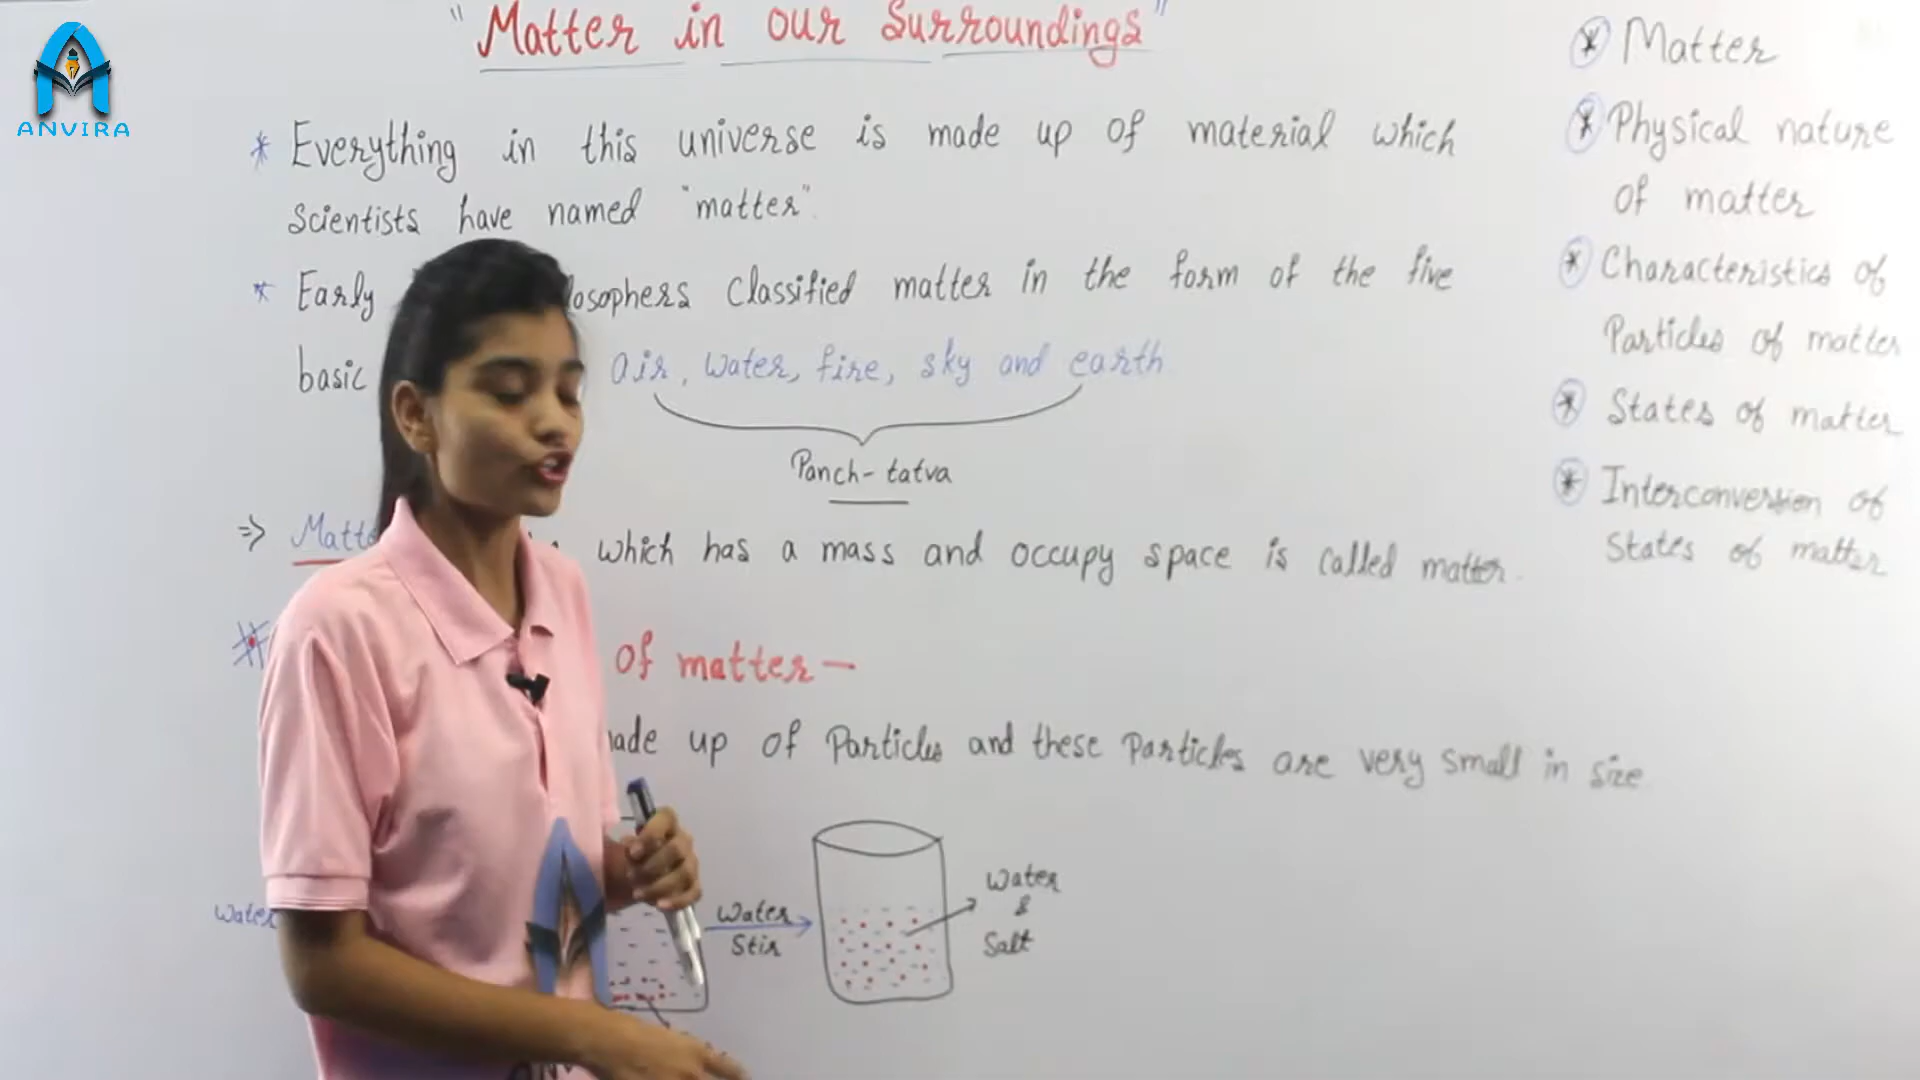 ANVIRA
"Matter in our Surroundings"
* Everything in this universe is made up of material which
Scientists have named "matter".
* Early losophers classified matter in the form of the five
basic air, water, fire, sky and earth
Panch-tatva
=> Matte which has a mass and occupy space is called matter.
# of matter —
ade up of Particles and these Particles are very small in size
Water
Water
Stir
Water
&
Salt
* Matter
* Physical nature
of matter
* Characteristics of
Particles of matter
* States of matter
* Interconversion of
States of matter